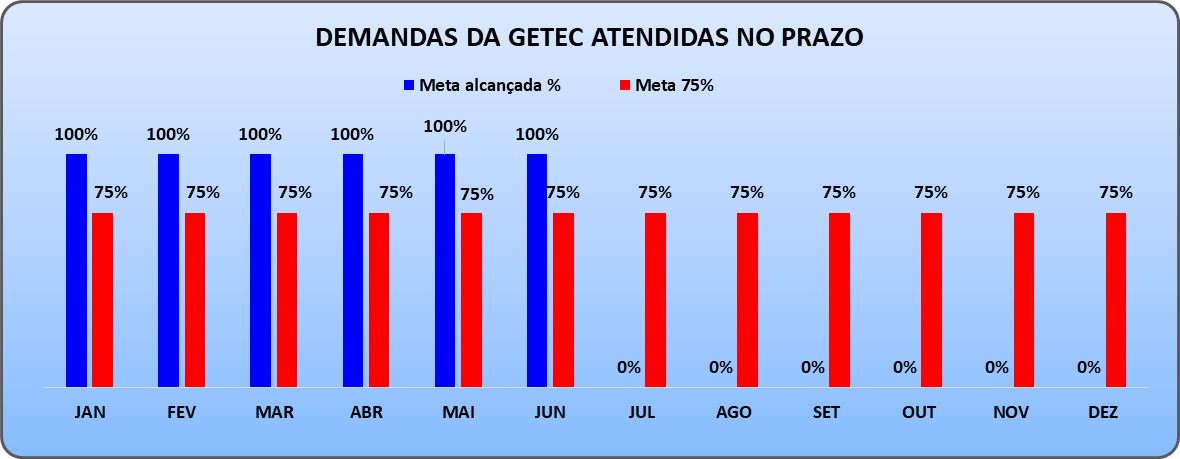 DEMANDAS DA GETEC ATENDIDAS NO PRAZO
Meta alcançada % Meta 75%
100% 100% 100% 100% 100% 100%
75% 75% 75% 75% 75% 75% 75% 75% 75% 75% 75% 75%
0% 0% 0% 0% 0% 0%
JAN FEV MAR ABR MAI JUN JUL AGO SET OUT NOV DEZ